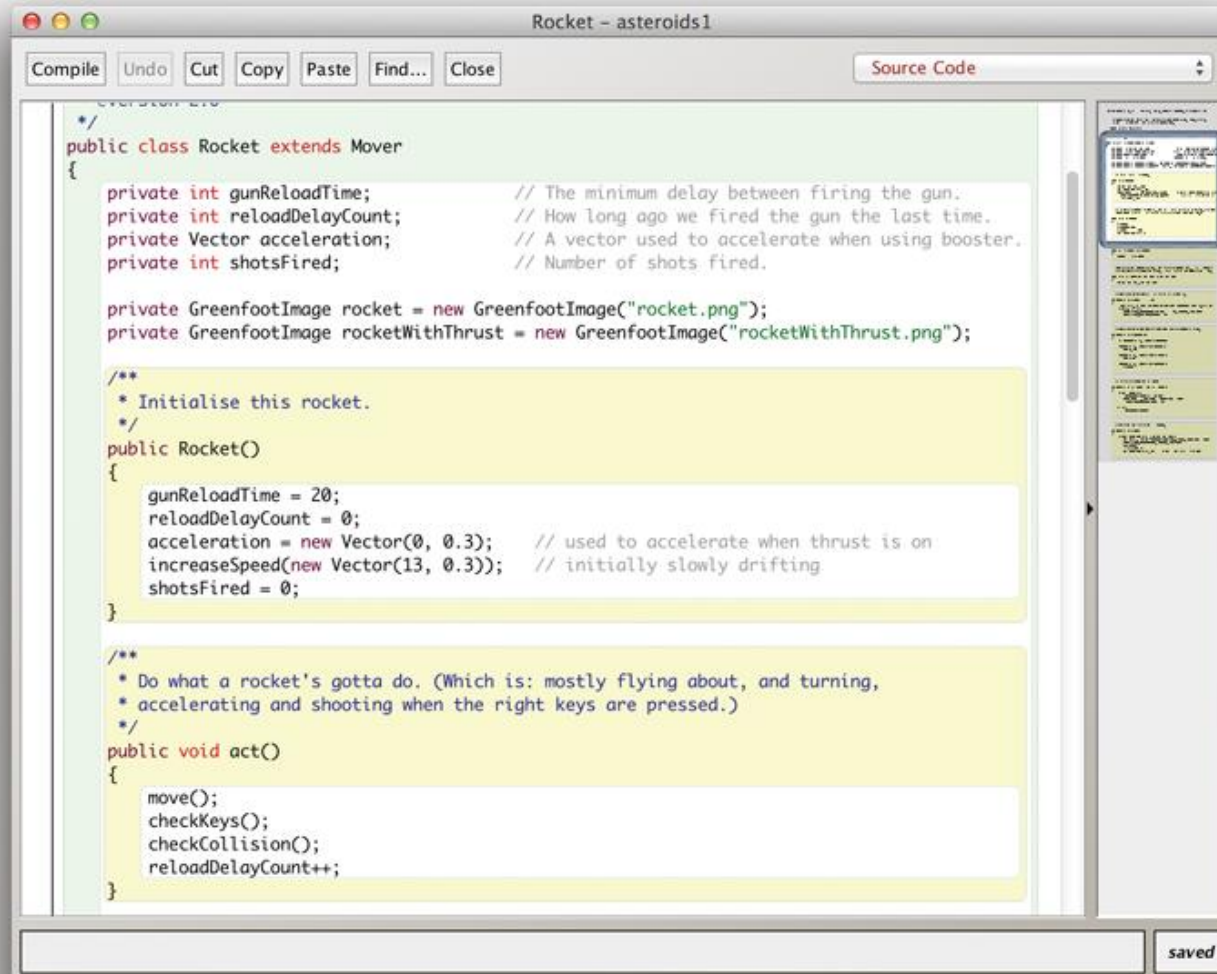 Rocket – asteroids1
Compile Undo Cut Copy Paste Find... Close Source Code
*/
public class Rocket extends Mover
{
private int gunReloadTime; // The minimum delay between firing the gun.
private int reloadDelayCount; // How long ago we fired the gun the last time.
private Vector acceleration; // A vector used to accelerate when using booster.
private int shotsFired; // Number of shots fired.
private GreenfootImage rocket = new GreenfootImage("rocket.png");
private GreenfootImage rocketWithThrust = new GreenfootImage("rocketWithThrust.png");
/**
* Initialise this rocket.
*/
public Rocket()
{
gunReloadTime = 20;
reloadDelayCount = 0;
acceleration = new Vector(0, 0.3); // used to accelerate when thrust is on
increaseSpeed(new Vector(13, 0.3)); // initially slowly drifting
shotsFired = 0;
}
/**
* Do what a rocket's gotta do. (Which is: mostly flying about, and turning,
* accelerating and shooting when the right keys are pressed.)
*/
public void act()
{
move();
checkKeys();
checkCollision();
reloadDelayCount++;
}
saved